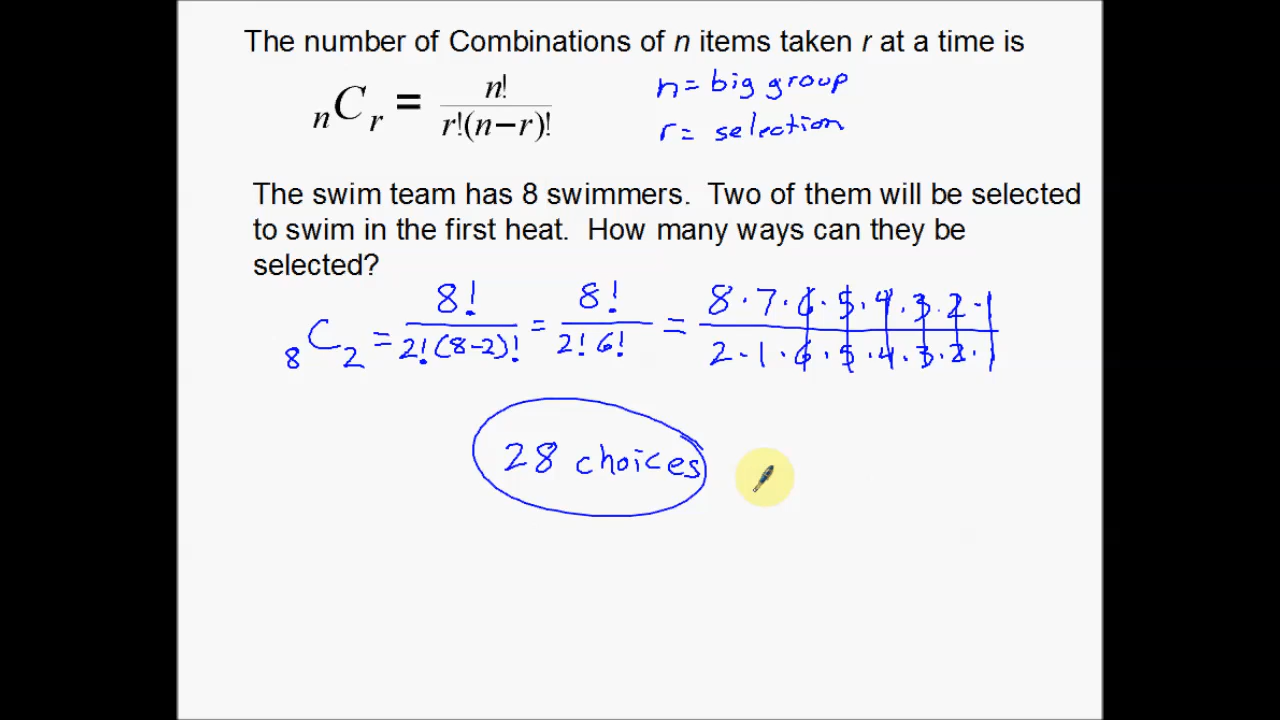 The number of Combinations of n items taken r at a time is
nCr = n! / r!(n−r)!
n = big group
r = selection
The swim team has 8 swimmers. Two of them will be selected
to swim in the first heat. How many ways can they be
selected?
8C2 = 8! / 2!(8-2)! = 8! / 2! 6! = 8·7·6·5·4·3·2·1 / 2·1·6·5·4·3·2·1
28 choices